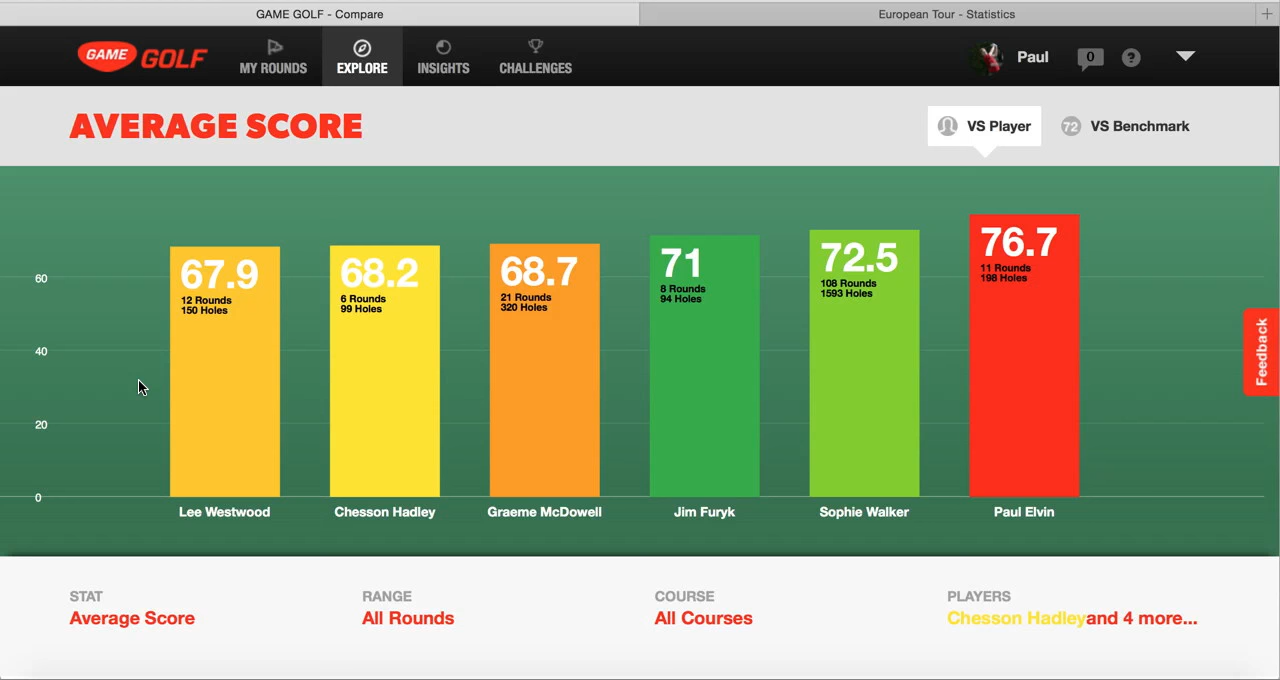 GAME GOLF - Compare
European Tour - Statistics
+
GAME GOLF
MY ROUNDS
EXPLORE
INSIGHTS
CHALLENGES
Paul
0
?
AVERAGE SCORE
VS Player
72 VS Benchmark
60
40
20
0
67.9
12 Rounds
150 Holes
68.2
6 Rounds
99 Holes
68.7
21 Rounds
320 Holes
71
8 Rounds
94 Holes
72.5
108 Rounds
1593 Holes
76.7
11 Rounds
196 Holes
Feedback
Lee Westwood
Chesson Hadley
Graeme McDowell
Jim Furyk
Sophie Walker
Paul Elvin
STAT
Average Score
RANGE
All Rounds
COURSE
All Courses
PLAYERS
Chesson Hadleyand 4 more...